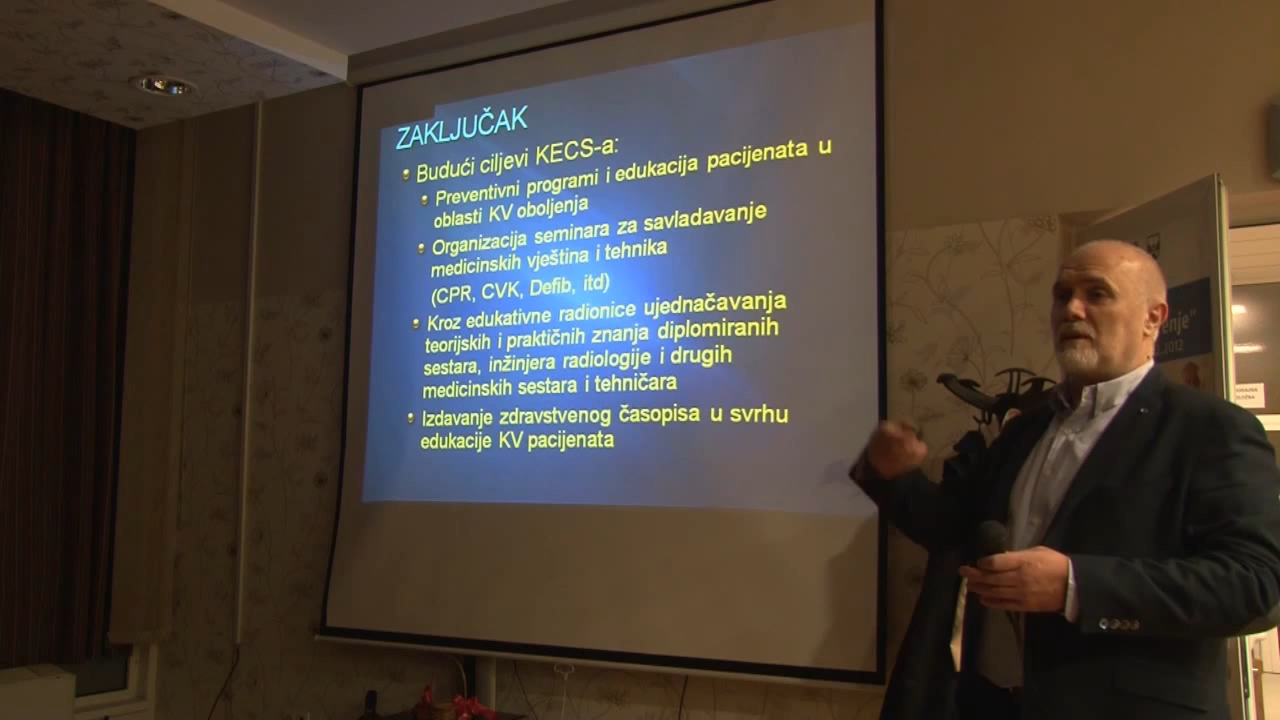 ZAKLJUČAK
Budući ciljevi KECS-a:
Preventivni programi i edukacija pacijenata u
oblasti KV oboljenja
Organizacija seminara za savladavanje
medicinskih vještina i tehnika
(CPR, CVK, Defib, itd)
Kroz edukativne radionice ujednačavanja
teorijskih i praktičnih znanja diplomiranih
sestara, inžinjera radiologije i drugih
medicinskih sestara i tehničara
Izdavanje zdravstvenog časopisa u svrhu
edukacije KV pacijenata
2012